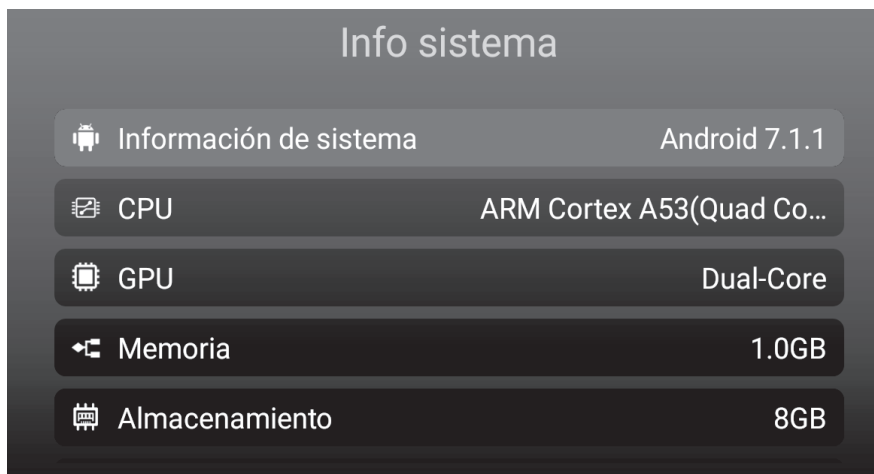 Info sistema
Información de sistema Android 7.1.1
CPU ARM Cortex A53(Quad Co...
GPU Dual-Core
Memoria 1.0GB
Almacenamiento 8GB